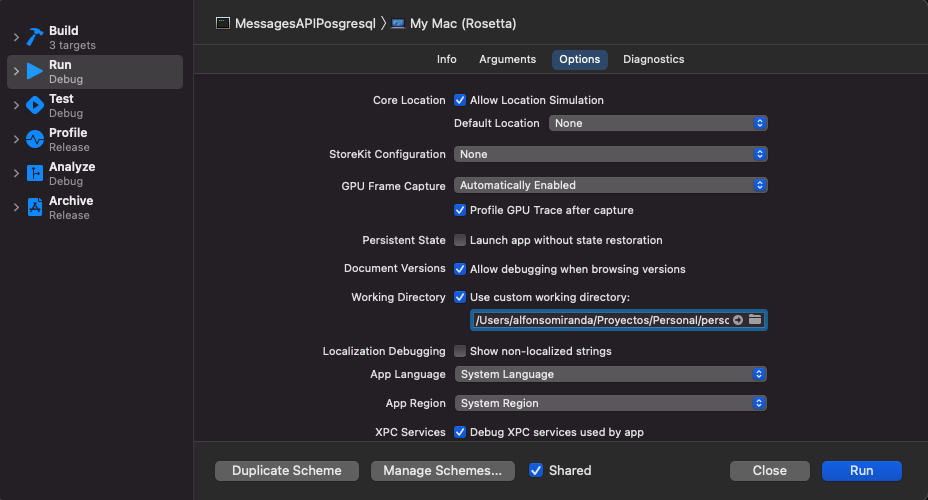 MessagesAPIPosgresql 〉 My Mac (Rosetta)
Build
3 targets
Run
Debug
Test
Debug
Profile
Release
Analyze
Debug
Archive
Release
Info Arguments Options Diagnostics
Core Location Allow Location Simulation
Default Location None
StoreKit Configuration None
GPU Frame Capture Automatically Enabled
Profile GPU Trace after capture
Persistent State Launch app without state restoration
Document Versions Allow debugging when browsing versions
Working Directory Use custom working directory:
/Users/alfonsomiranda/Proyectos/Personal/perso
Localization Debugging Show non-localized strings
App Language System Language
App Region System Region
XPC Services Debug XPC services used by app
Duplicate Scheme Manage Schemes... Shared Close Run